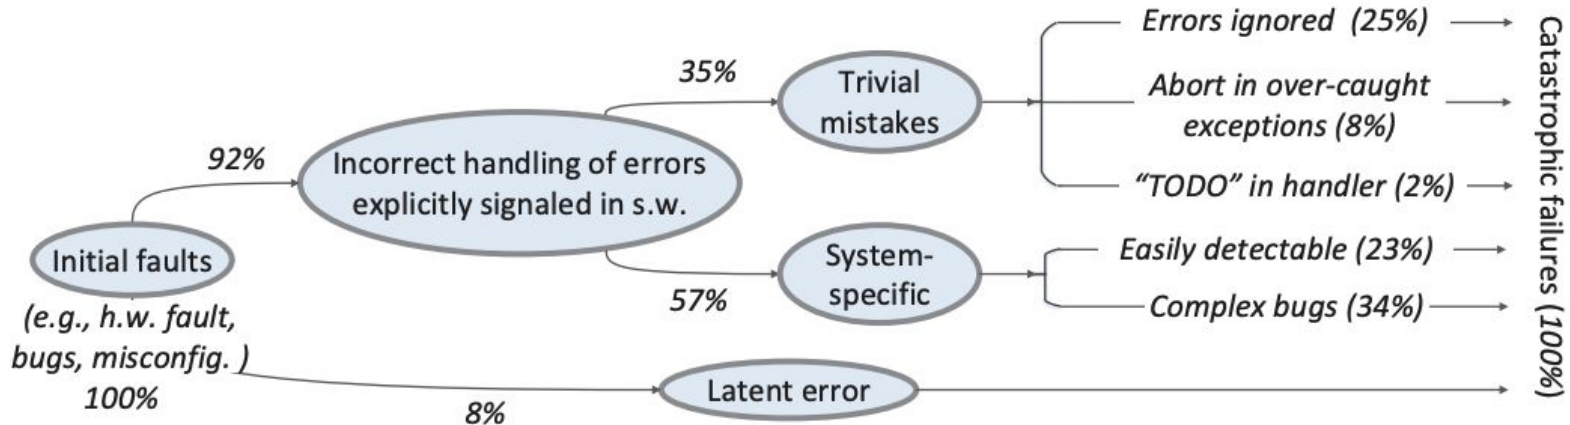 Initial faults
(e.g., h.w. fault,
bugs, misconfig. )
100%
92%
Incorrect handling of errors
explicitly signaled in s.w.
35%
Trivial
mistakes
Errors ignored (25%)
Abort in over-caught
exceptions (8%)
“TODO” in handler (2%)
57%
System-
specific
Easily detectable (23%)
Complex bugs (34%)
8%
Latent error
Catastrophic failures (100%)